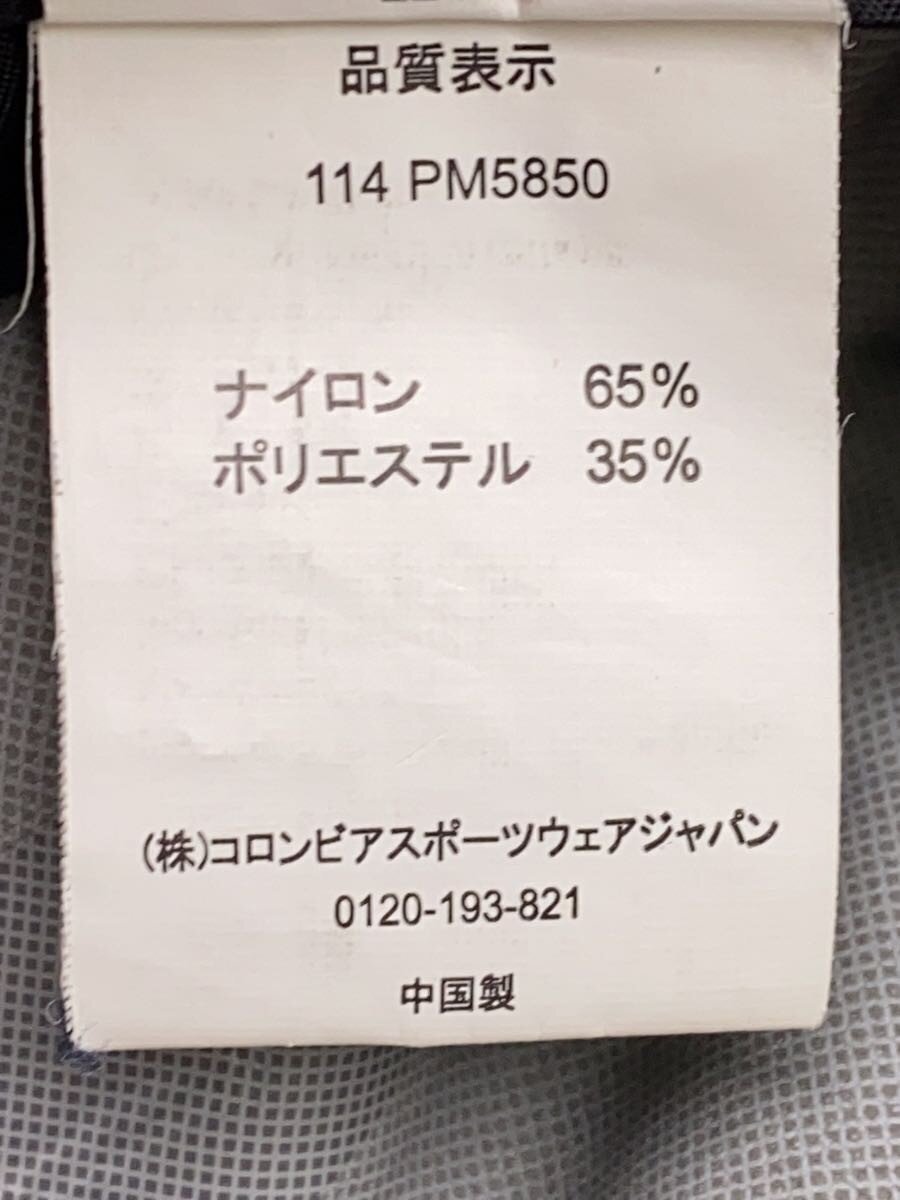 品質表示
114 PM5850
ナイロン 65%
ポリエステル 35%
(株)コロンビアスポーツウェアジャパン
0120-193-821
中国製